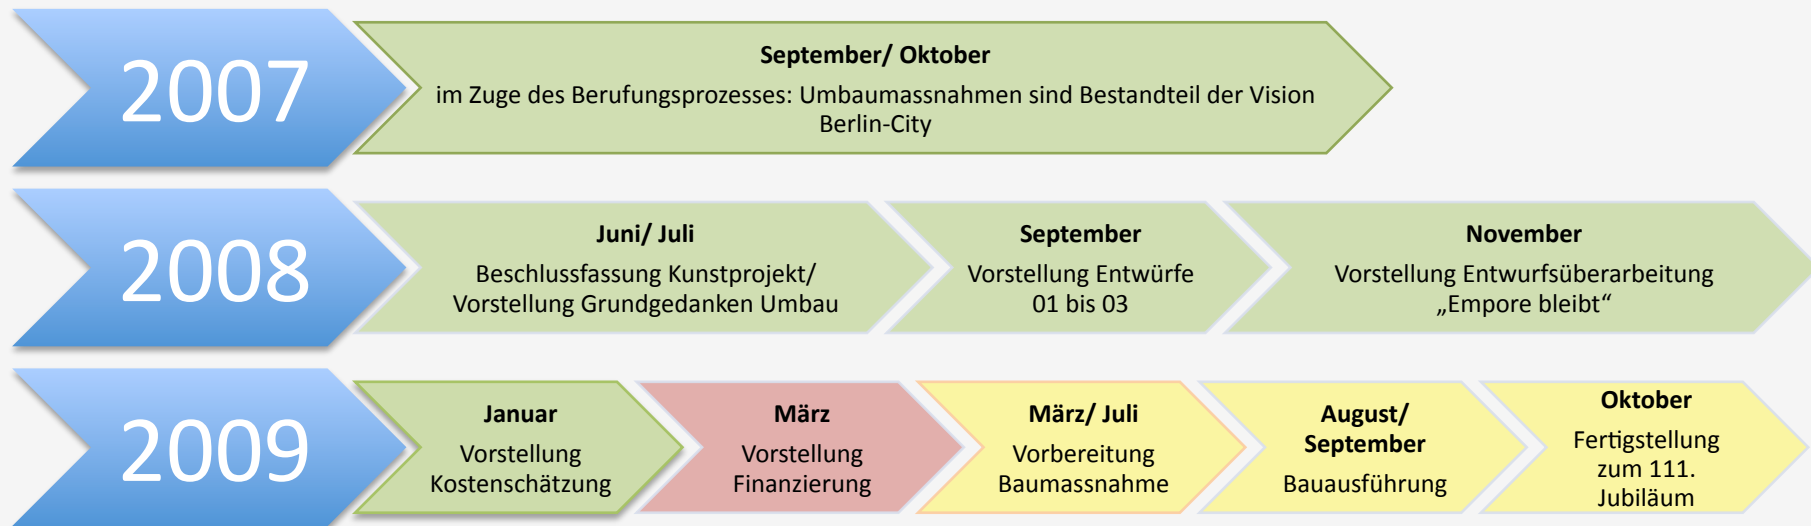 2007
September/ Oktober
im Zuge des Berufungsprozesses: Umbaumassnahmen sind Bestandteil der Vision
Berlin-City
2008
Juni/ Juli
Beschlussfassung Kunstprojekt/
Vorstellung Grundgedanken Umbau
September
Vorstellung Entwürfe
01 bis 03
November
Vorstellung Entwurfsüberarbeitung
„Empore bleibt“
2009
Januar
Vorstellung
Kostenschätzung
März
Vorstellung
Finanzierung
März/ Juli
Vorbereitung
Baumassnahme
August/
September
Bauausführung
Oktober
Fertigstellung
zum 111.
Jubiläum